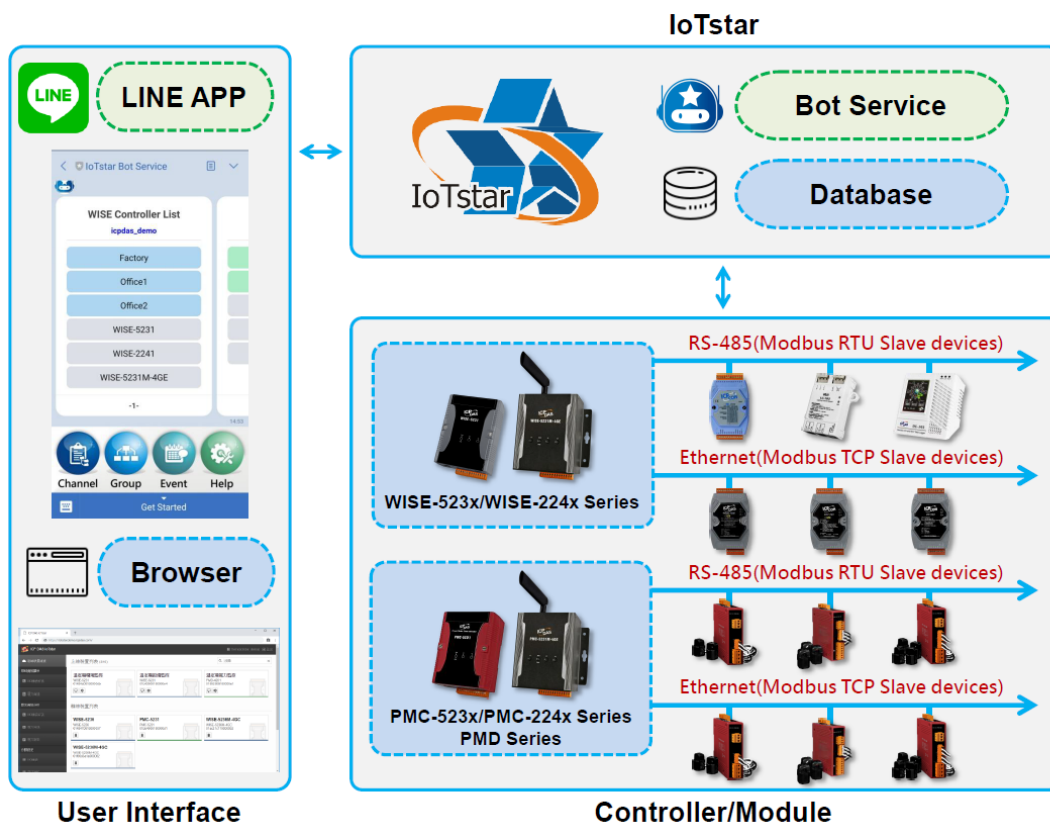 IoTstar
LINE
LINE APP
IoTstar Bot Service
WISE Controller List
icpdas_demo
Factory
Office1
Office2
WISE-5231
WISE-2241
WISE-5231M-4GE
-1-
14:55
Channel
Group
Event
Help
Get Started
Browser
User Interface
IoTstar
Bot Service
Database
WISE-523x/WISE-224x Series
RS-485(Modbus RTU Slave devices)
Ethernet(Modbus TCP Slave devices)
PMC-523x/PMC-224x Series
PMD Series
RS-485(Modbus RTU Slave devices)
Ethernet(Modbus TCP Slave devices)
Controller/Module